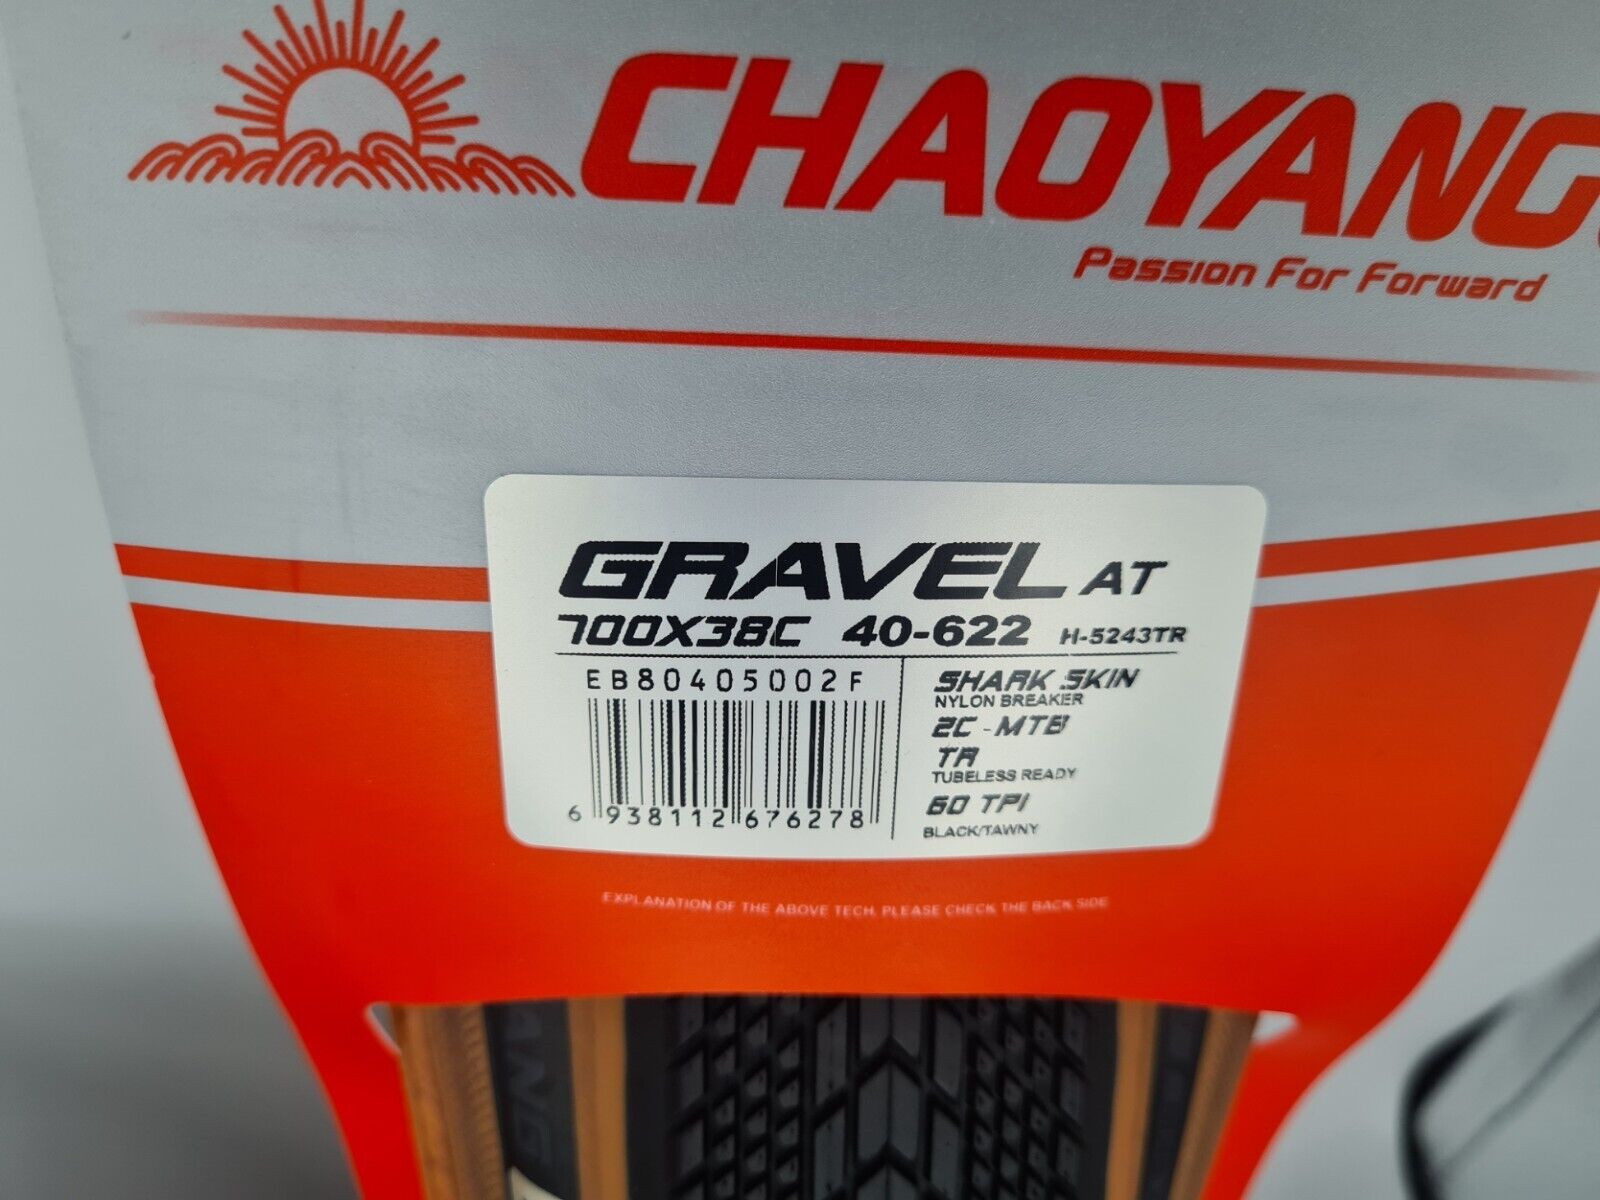 CHAOYANG
Passion For Forward
GRAVEL AT
700X38C 40-622 H-5243TR
EB80405002F
6 938112 676278
SHARK SKIN
NYLON BREAKER
2C-MTB
TR
TUBELESS READY
60 TPI
BLACK/TAWNY
EXPLANATION OF THE ABOVE TECH, PLEASE CHECK THE BACK SIDE